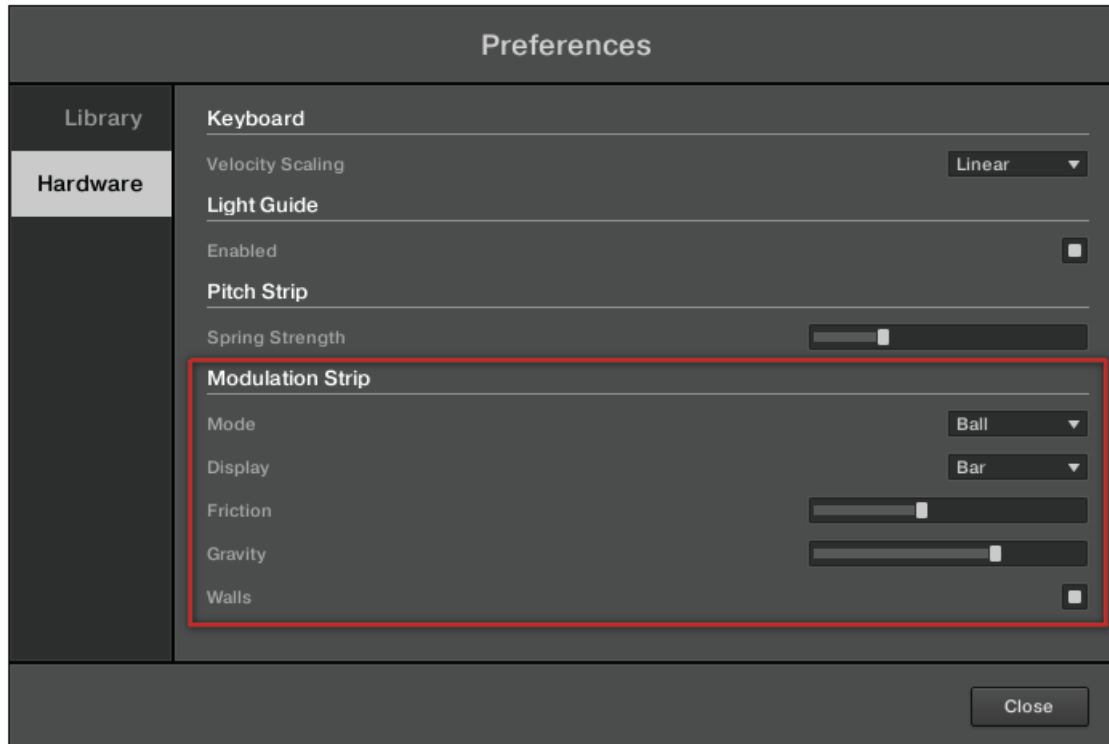 Preferences
Library
Hardware
Keyboard
Velocity Scaling Linear
Light Guide
Enabled
Pitch Strip
Spring Strength
Modulation Strip
Mode Ball
Display Bar
Friction
Gravity
Walls
Close